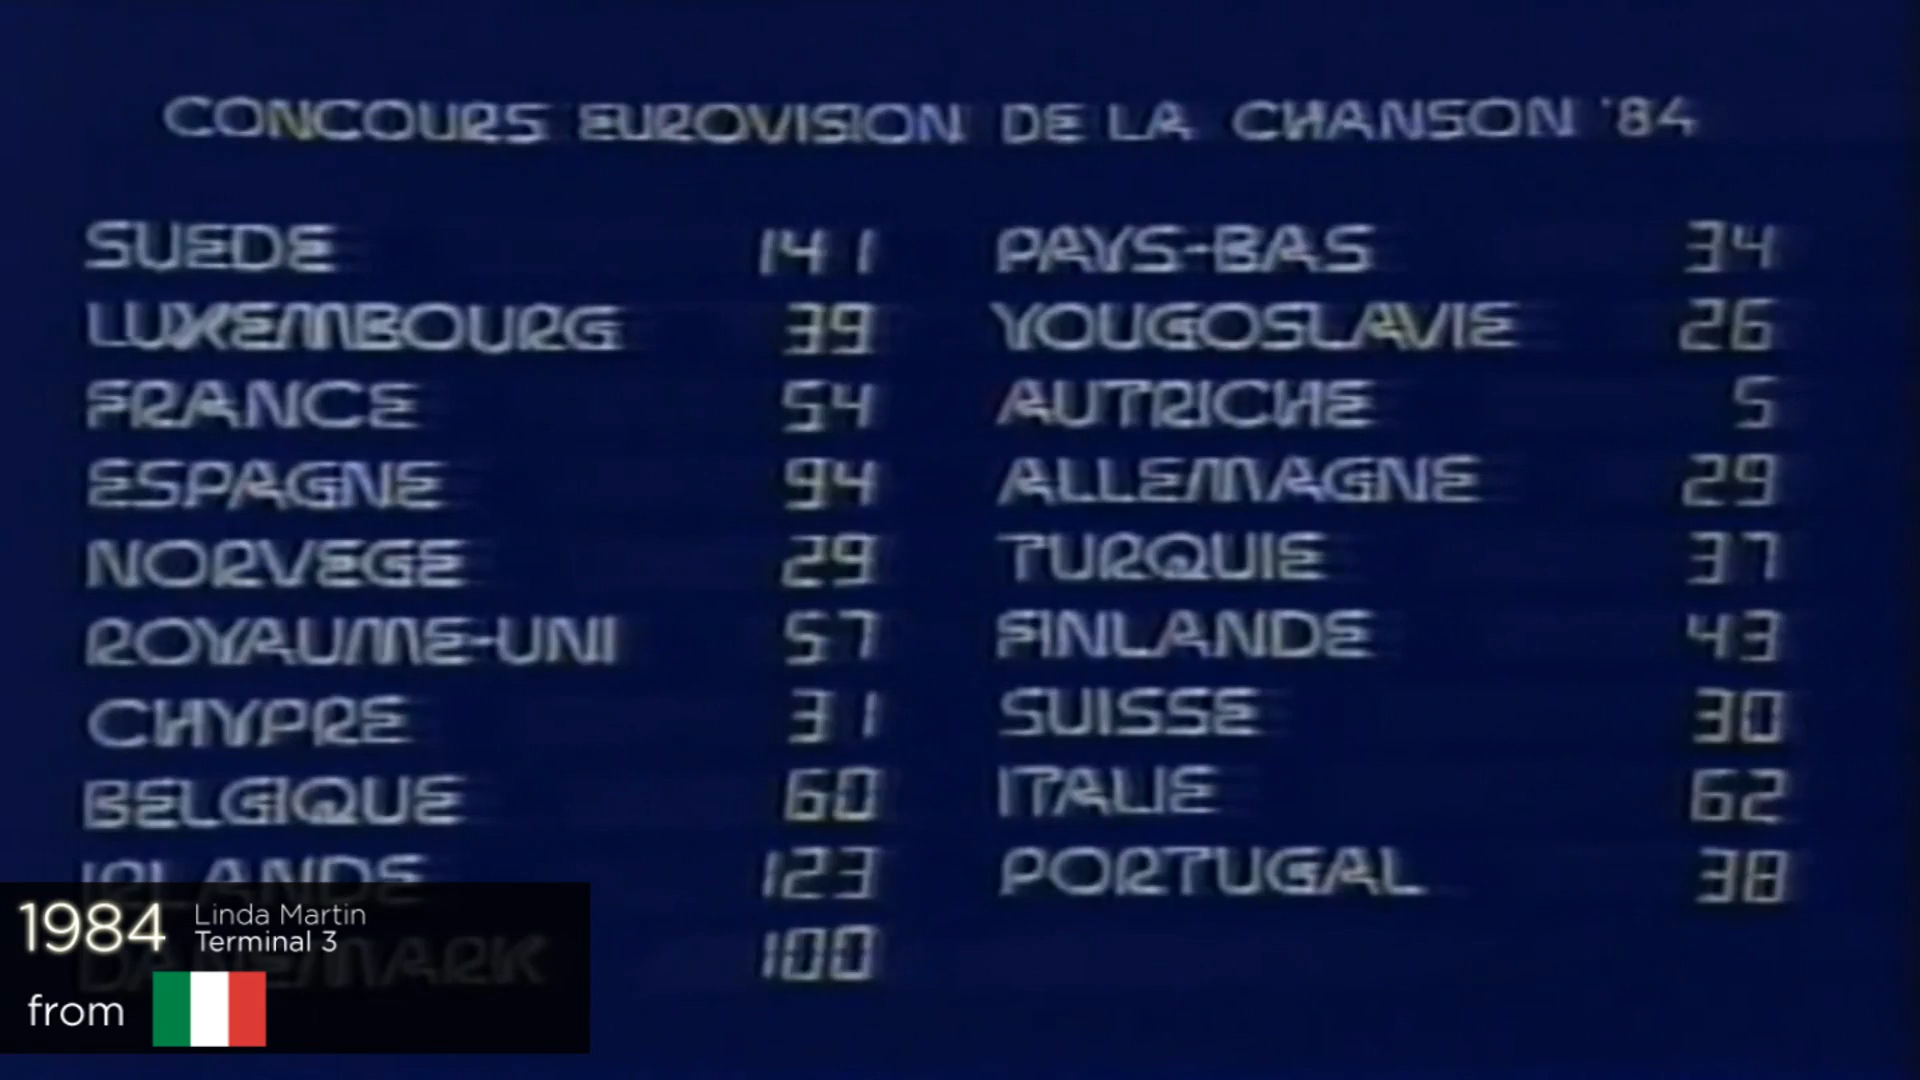 CONCOURS EUROVISION DE LA CHANSON '84
SUEDE 141 PAYS-BAS 34
LUXEMBOURG 39 YOUGOSLAVIE 26
FRANCE 54 AUTRICHE 5
ESPAGNE 94 ALLEMAGNE 29
NORVEGE 29 TURQUIE 37
ROYAUME-UNI 57 FINLANDE 43
CHYPRE 31 SUISSE 30
BELGIQUE 60 ITALIE 62
IRLANDE 123 PORTUGAL 38
DANEMARK 100
1984 Linda Martin
Terminal 3
from